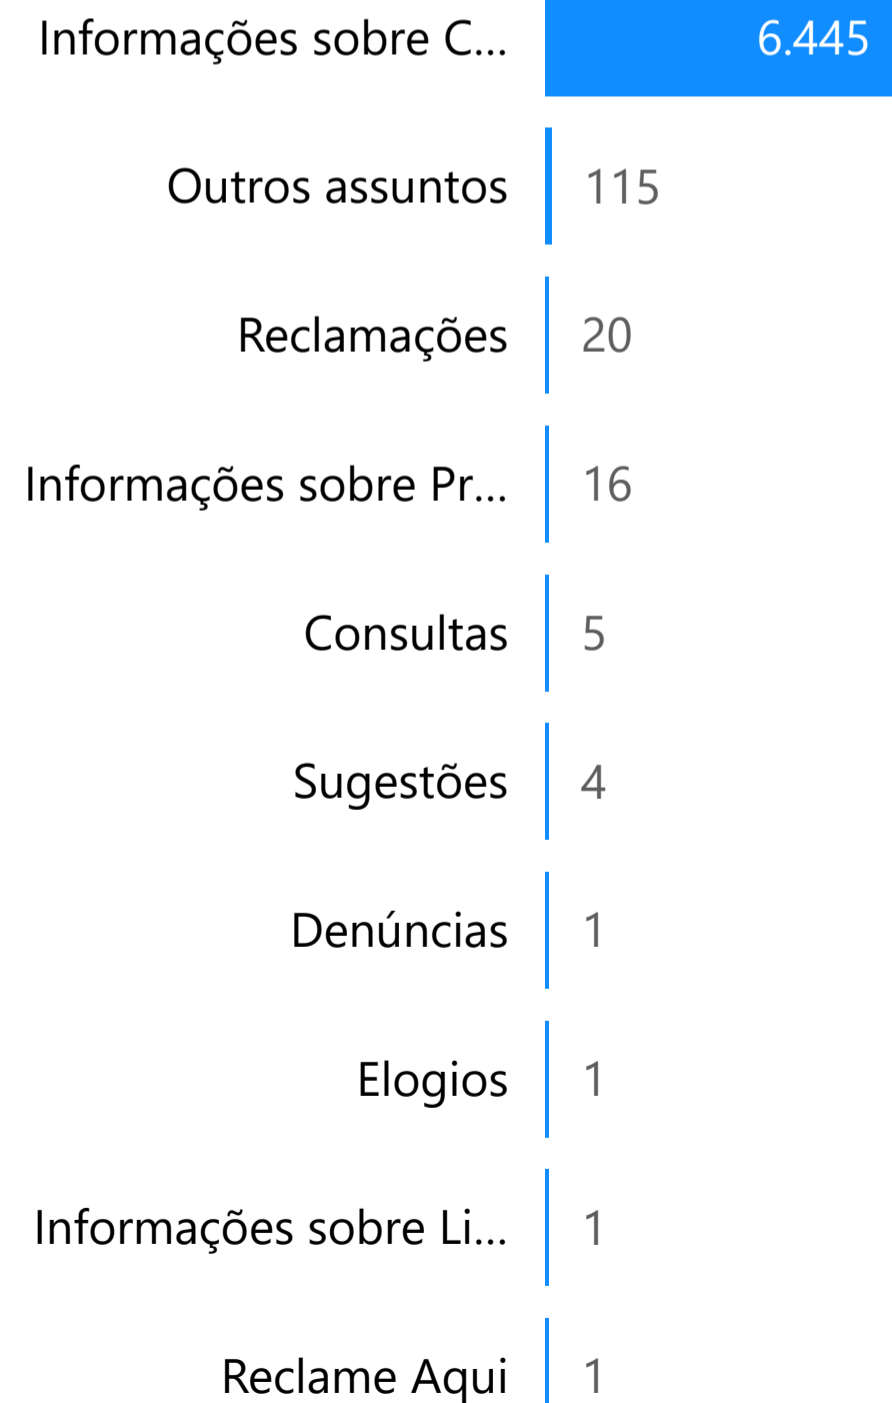 Informações sobre C... 6.445
Outros assuntos 115
Reclamações 20
Informações sobre Pr... 16
Consultas 5
Sugestões 4
Denúncias 1
Elogios 1
Informações sobre Li... 1
Reclame Aqui 1